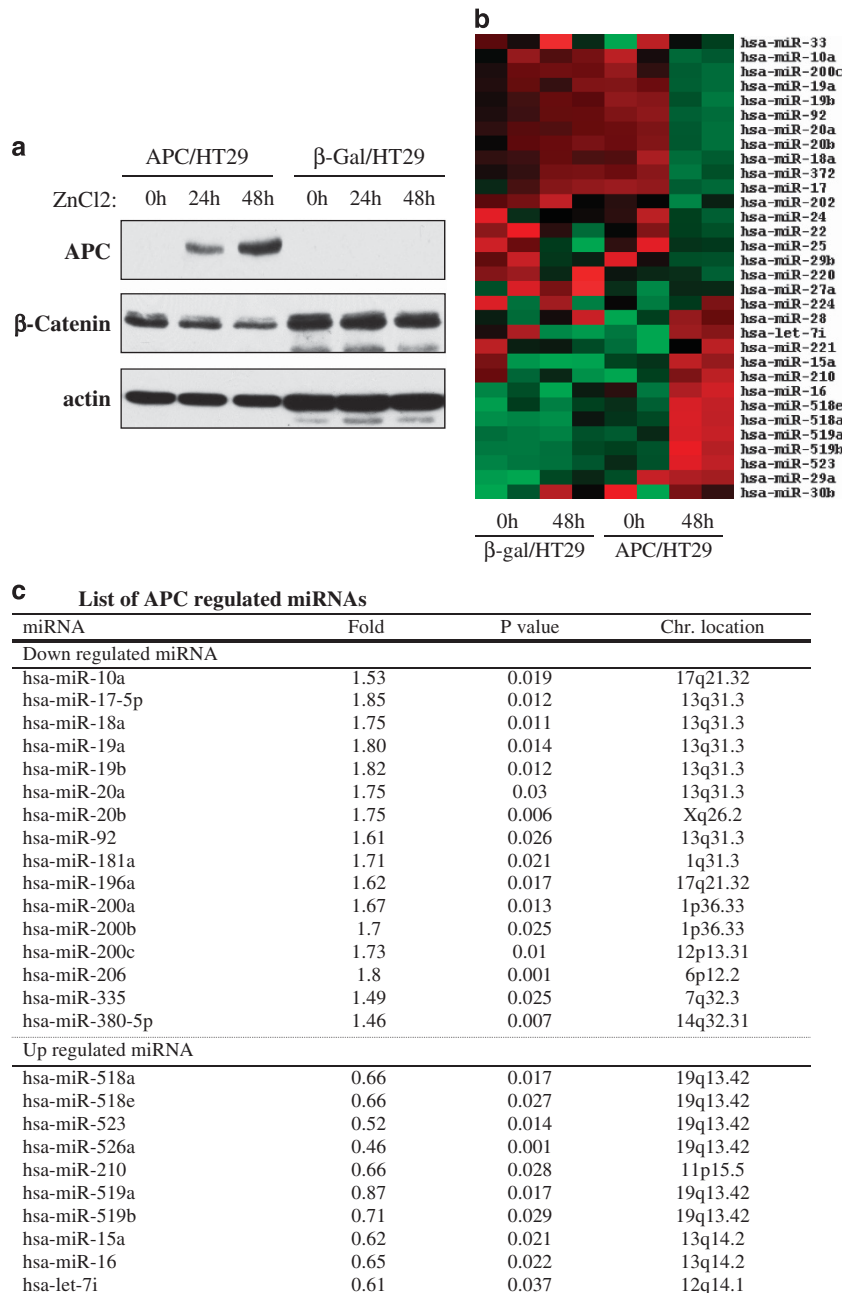 a
APC/HT29 β-Gal/HT29
ZnCl2: 0h 24h 48h 0h 24h 48h
APC
β-Catenin
actin
b
hsa-miR-33
hsa-miR-10a
hsa-miR-200c
hsa-miR-19a
hsa-miR-19b
hsa-miR-92
hsa-miR-20a
hsa-miR-20b
hsa-miR-18a
hsa-miR-372
hsa-miR-17
hsa-miR-202
hsa-miR-24
hsa-miR-22
hsa-miR-25
hsa-miR-29b
hsa-miR-220
hsa-miR-27a
hsa-miR-224
hsa-miR-28
hsa-let-7i
hsa-miR-221
hsa-miR-15a
hsa-miR-210
hsa-miR-16
hsa-miR-518e
hsa-miR-518a
hsa-miR-519a
hsa-miR-519b
hsa-miR-523
hsa-miR-29a
hsa-miR-30b
0h 48h 0h 48h
β-gal/HT29 APC/HT29
c List of APC regulated miRNAs
miRNA Fold P value Chr. location
Down regulated miRNA
hsa-miR-10a 1.53 0.019 17q21.32
hsa-miR-17-5p 1.85 0.012 13q31.3
hsa-miR-18a 1.75 0.011 13q31.3
hsa-miR-19a 1.80 0.014 13q31.3
hsa-miR-19b 1.82 0.012 13q31.3
hsa-miR-20a 1.75 0.03 13q31.3
hsa-miR-20b 1.75 0.006 Xq26.2
hsa-miR-92 1.61 0.026 13q31.3
hsa-miR-181a 1.71 0.021 1q31.3
hsa-miR-196a 1.62 0.017 17q21.32
hsa-miR-200a 1.67 0.013 1p36.33
hsa-miR-200b 1.7 0.025 1p36.33
hsa-miR-200c 1.73 0.01 12p13.31
hsa-miR-206 1.8 0.001 6p12.2
hsa-miR-335 1.49 0.025 7q32.3
hsa-miR-380-5p 1.46 0.007 14q32.31
Up regulated miRNA
hsa-miR-518a 0.66 0.017 19q13.42
hsa-miR-518e 0.66 0.027 19q13.42
hsa-miR-523 0.52 0.014 19q13.42
hsa-miR-526a 0.46 0.001 19q13.42
hsa-miR-210 0.66 0.028 11p15.5
hsa-miR-519a 0.87 0.017 19q13.42
hsa-miR-519b 0.71 0.029 19q13.42
hsa-miR-15a 0.62 0.021 13q14.2
hsa-miR-16 0.65 0.022 13q14.2
hsa-let-7i 0.61 0.037 12q14.1